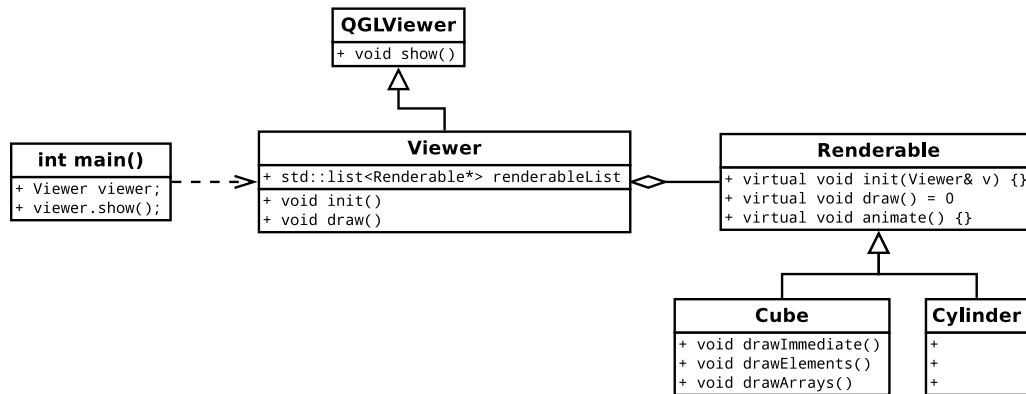 QGLViewer
+ void show()
int main()
+ Viewer viewer;
+ viewer.show();
Viewer
+ std::list<Renderable*> renderableList
+ void init()
+ void draw()
Renderable
+ virtual void init(Viewer& v) {}
+ virtual void draw() = 0
+ virtual void animate() {}
Cube
+ void drawImmediate()
+ void drawElements()
+ void drawArrays()
Cylinder
+
+
+